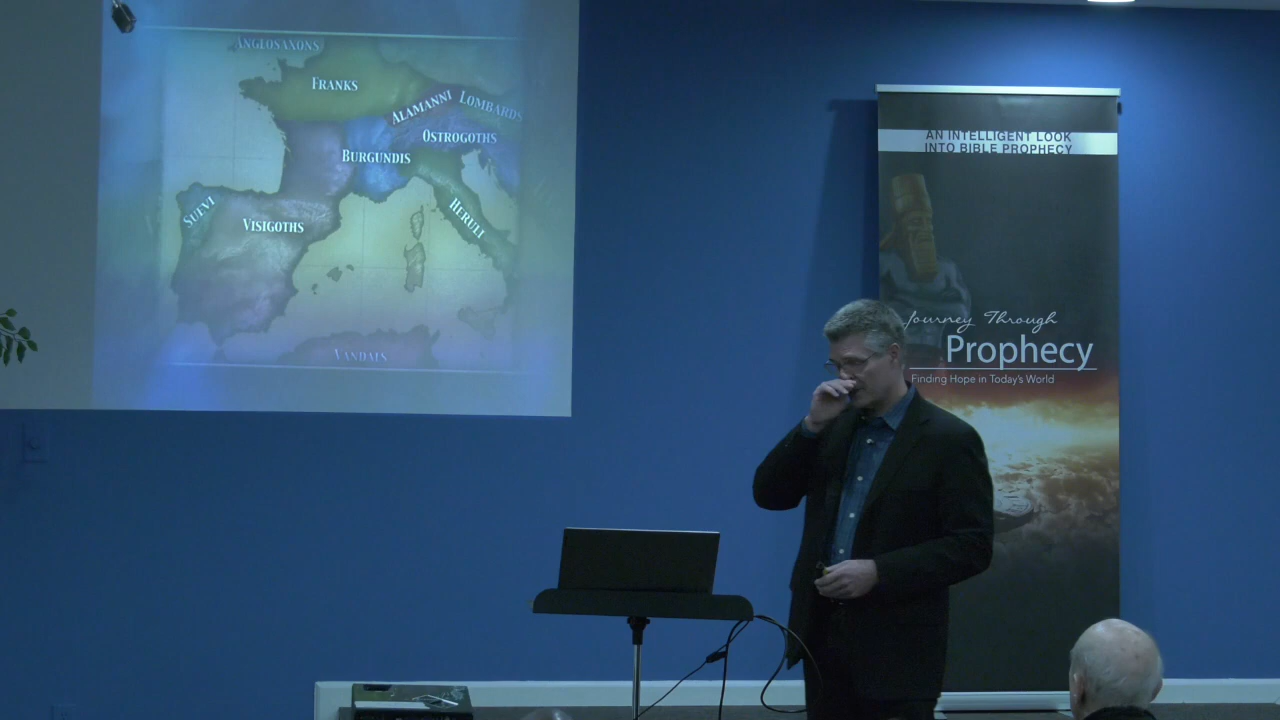 ANGLOSAXONS
FRANKS
ALAMANNI
LOMBARDS
OSTROGOTHS
BURGUNDIS
SUEVI
VISIGOTHS
HERULI
VANDALS
AN INTELLIGENT LOOK
INTO BIBLE PROPHECY
Journey Through
Prophecy
Finding Hope in Today's World